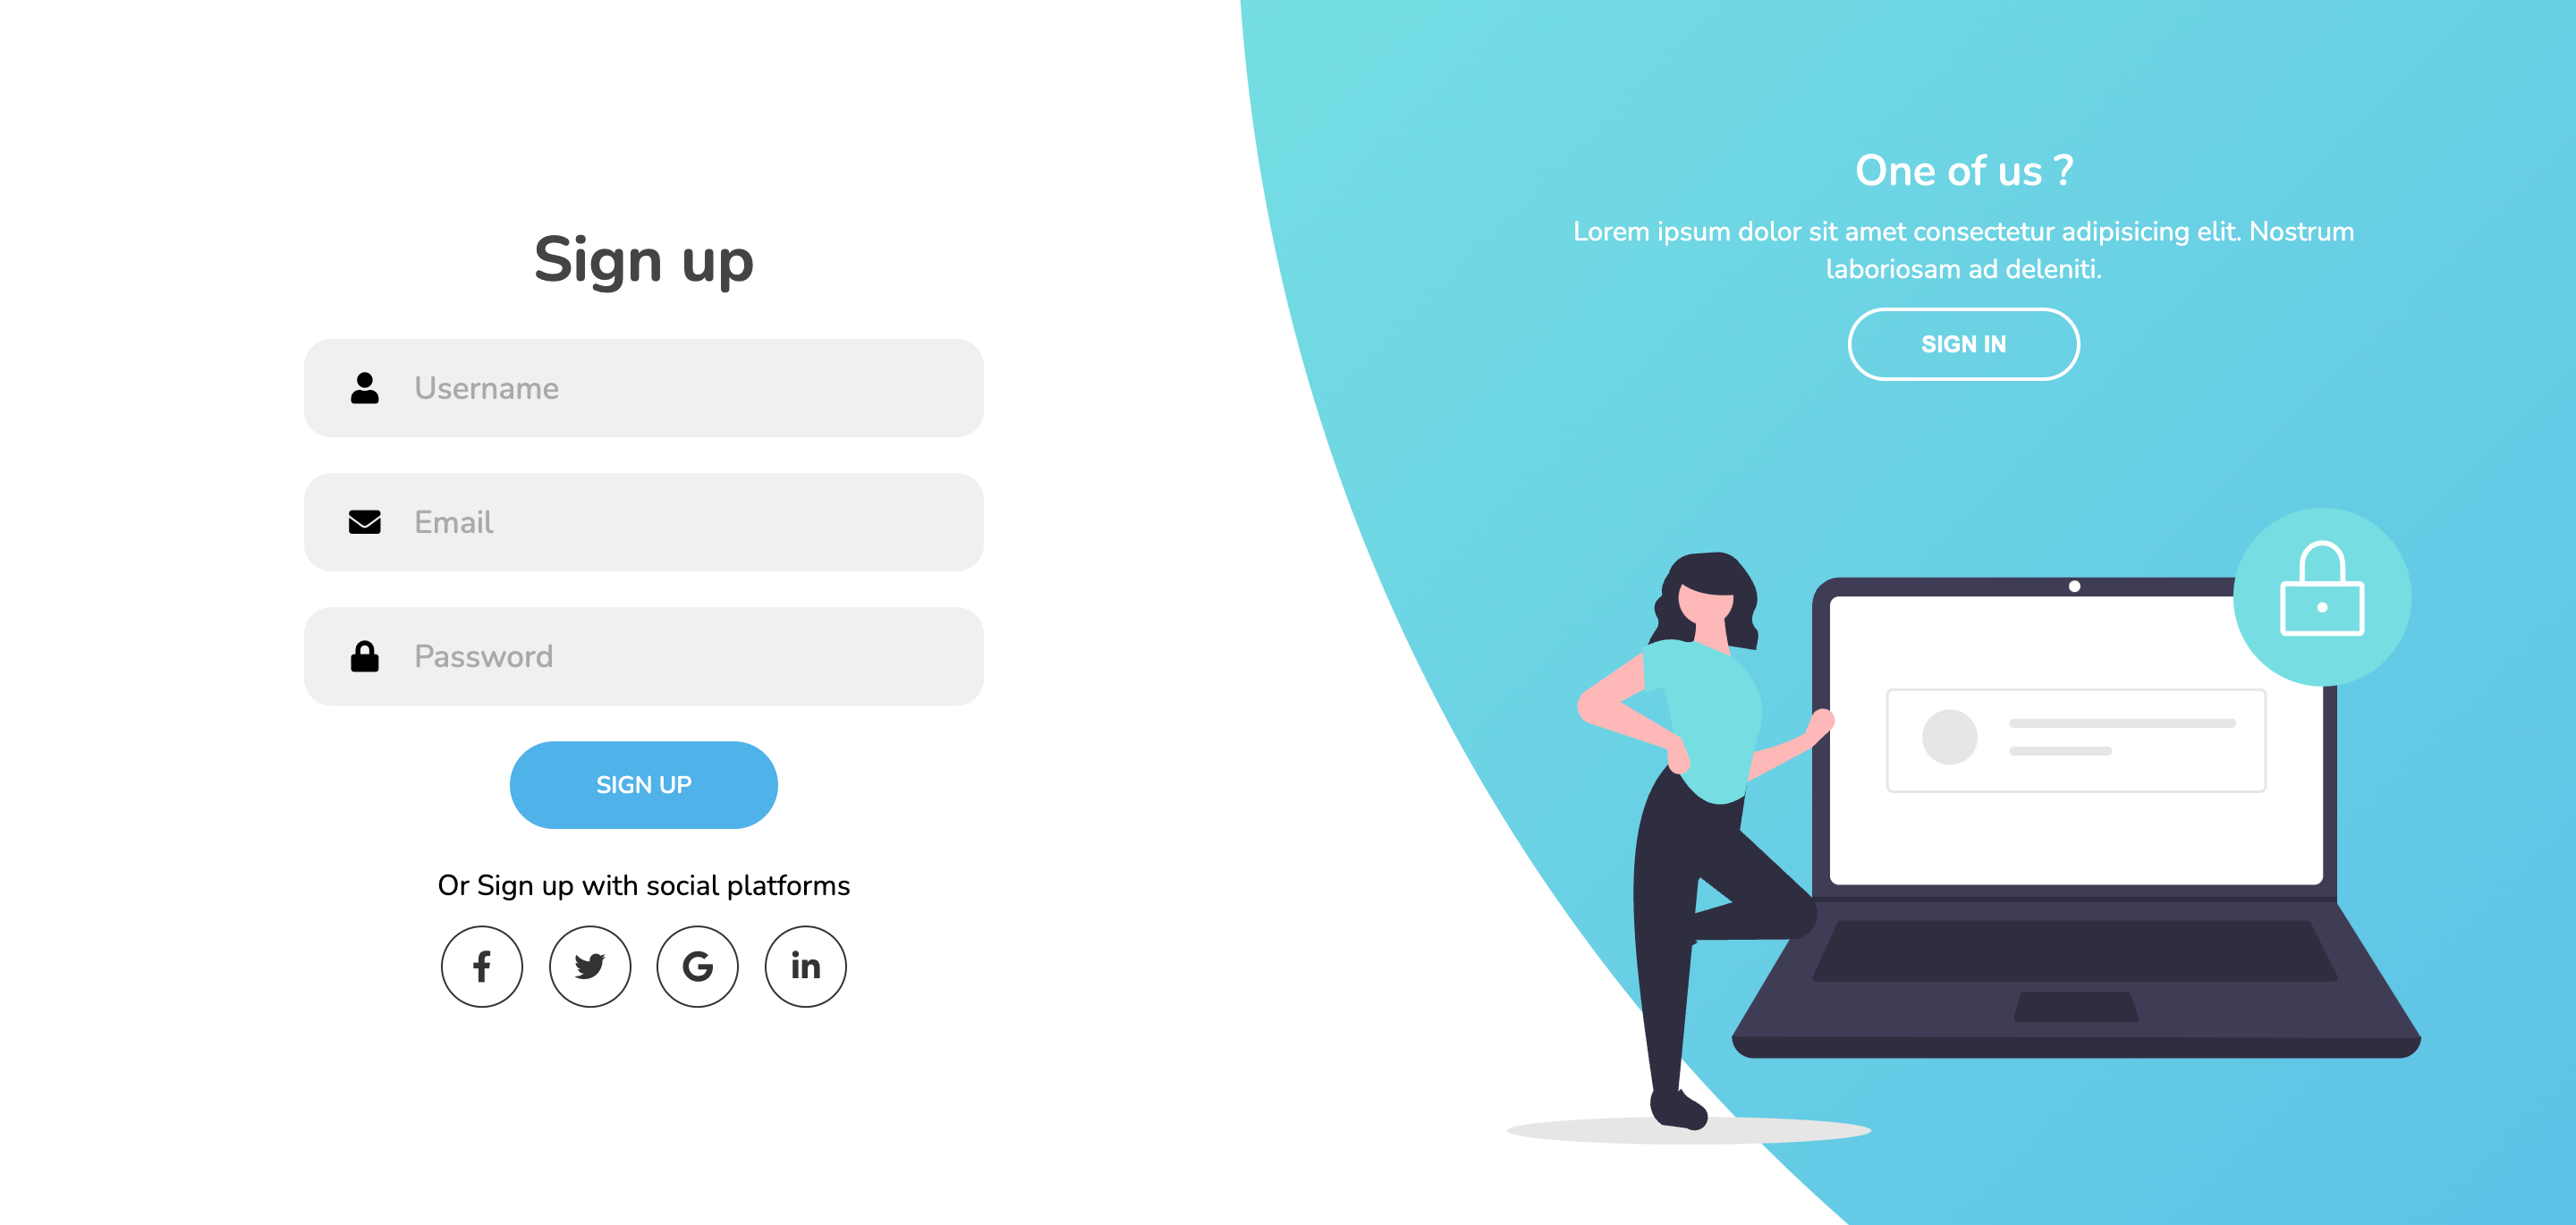 Sign up
Username
Email
Password
SIGN UP
Or Sign up with social platforms
One of us ?
Lorem ipsum dolor sit amet consectetur adipisicing elit. Nostrum
laboriosam ad deleniti.
SIGN IN